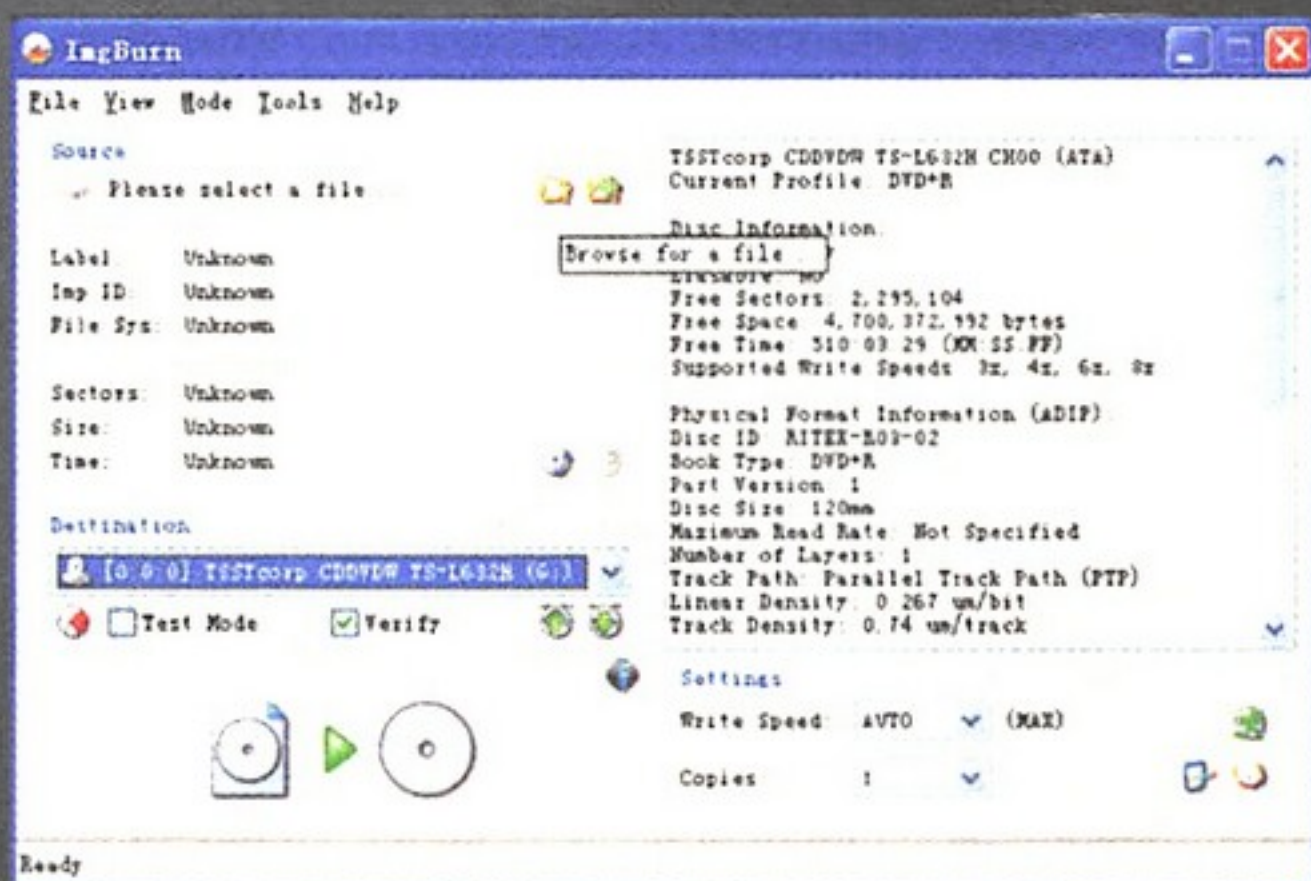 ImgBurn
File View Mode Tools Help
Source
Please select a file...
Label: Unknown
Imp ID: Unknown
File Sys: Unknown
Sectors: Unknown
Size: Unknown
Time: Unknown
Destination
[0:0:0] TSSTcorp CDDVDW TS-L632H (G:)
Test Mode
Verify
TSSTcorp CDDVDW TS-L632H CH00 (ATA)
Current Profile: DVD+R
Disc Information:
Browse for a file...
Free Sectors: 2,295,104
Free Space: 4,700,372,992 bytes
Free Time: 510:03:29 (MM:SS:FF)
Supported Write Speeds: 3x, 4x, 6x, 8x
Physical Format Information (ADIP):
Disc ID: RITEK-R03-02
Book Type: DVD+R
Part Version: 1
Disc Size: 120mm
Maximum Read Rate: Not Specified
Number of Layers: 1
Track Path: Parallel Track Path (PTP)
Linear Density: 0.267 um/bit
Track Density: 0.74 um/track
Settings
Write Speed: AUTO (MAX)
Copies: 1
Ready